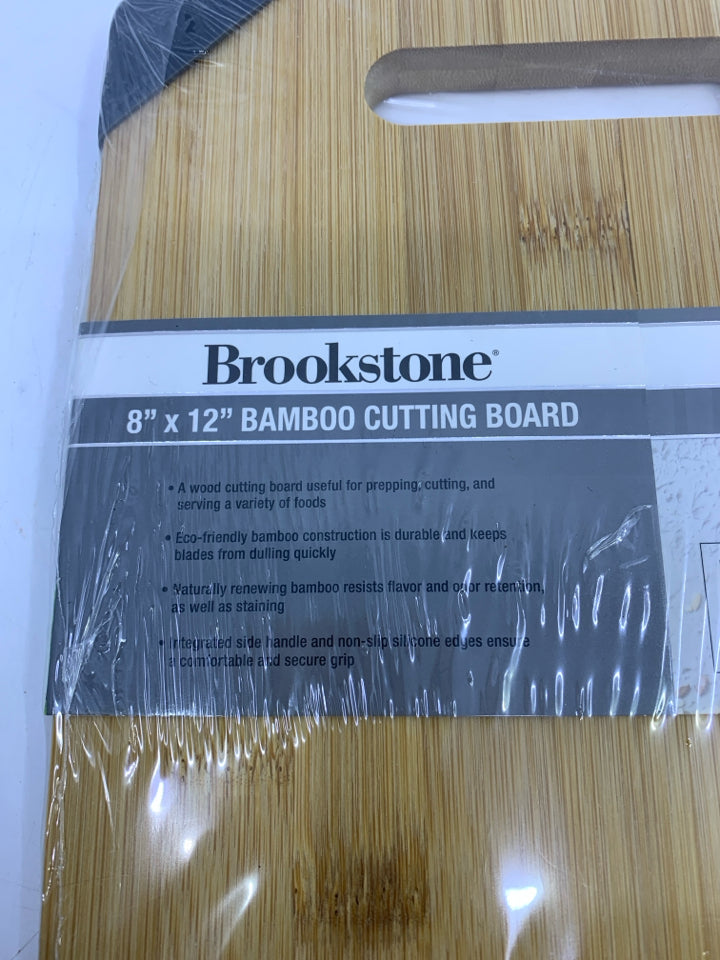 Brookstone®
8” x 12” BAMBOO CUTTING BOARD
• A wood cutting board useful for prepping, cutting, and
serving a variety of foods
• Eco-friendly bamboo construction is durable and keeps
blades from dulling quickly
• Naturally renewing bamboo resists flavor and odor retention,
as well as staining
• Integrated side handle and non-slip silicone edges ensure
a comfortable and secure grip